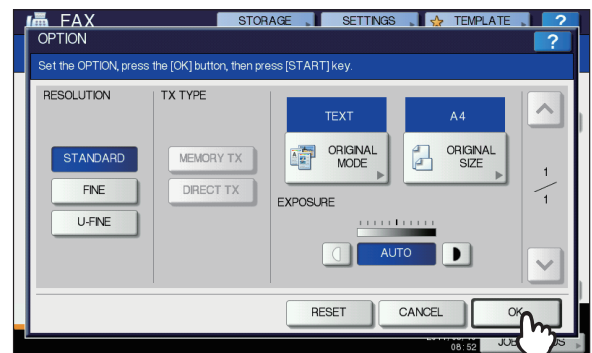 FAX
STORAGE
SETTINGS
TEMPLATE
?
OPTION
?
Set the OPTION, press the [OK] button, then press [START] key.
RESOLUTION
TX TYPE
TEXT
A4
STANDARD
MEMORY TX
ORIGINAL
MODE
ORIGINAL
SIZE
FINE
DIRECT TX
1
1
U-FINE
EXPOSURE
AUTO
RESET
CANCEL
OK
08:52